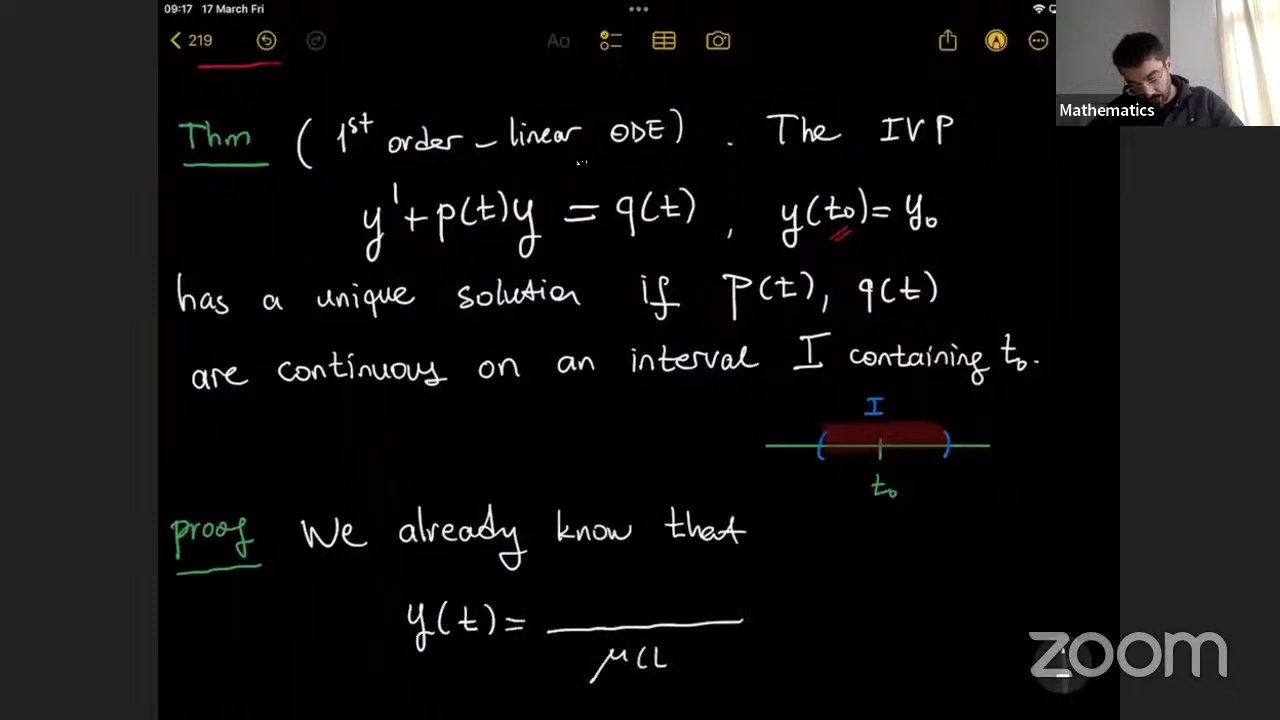 09:17 17 March Fri
219
Aa
Mathematics
Thm (1st order - linear ODE). The IVP
y' + p(t)y = q(t), y(t₀) = y₀
has a unique solution if p(t), q(t)
are continuous on an interval I containing t₀.
I
t₀
proof We already know that
y(t) =
μ(t
zoom